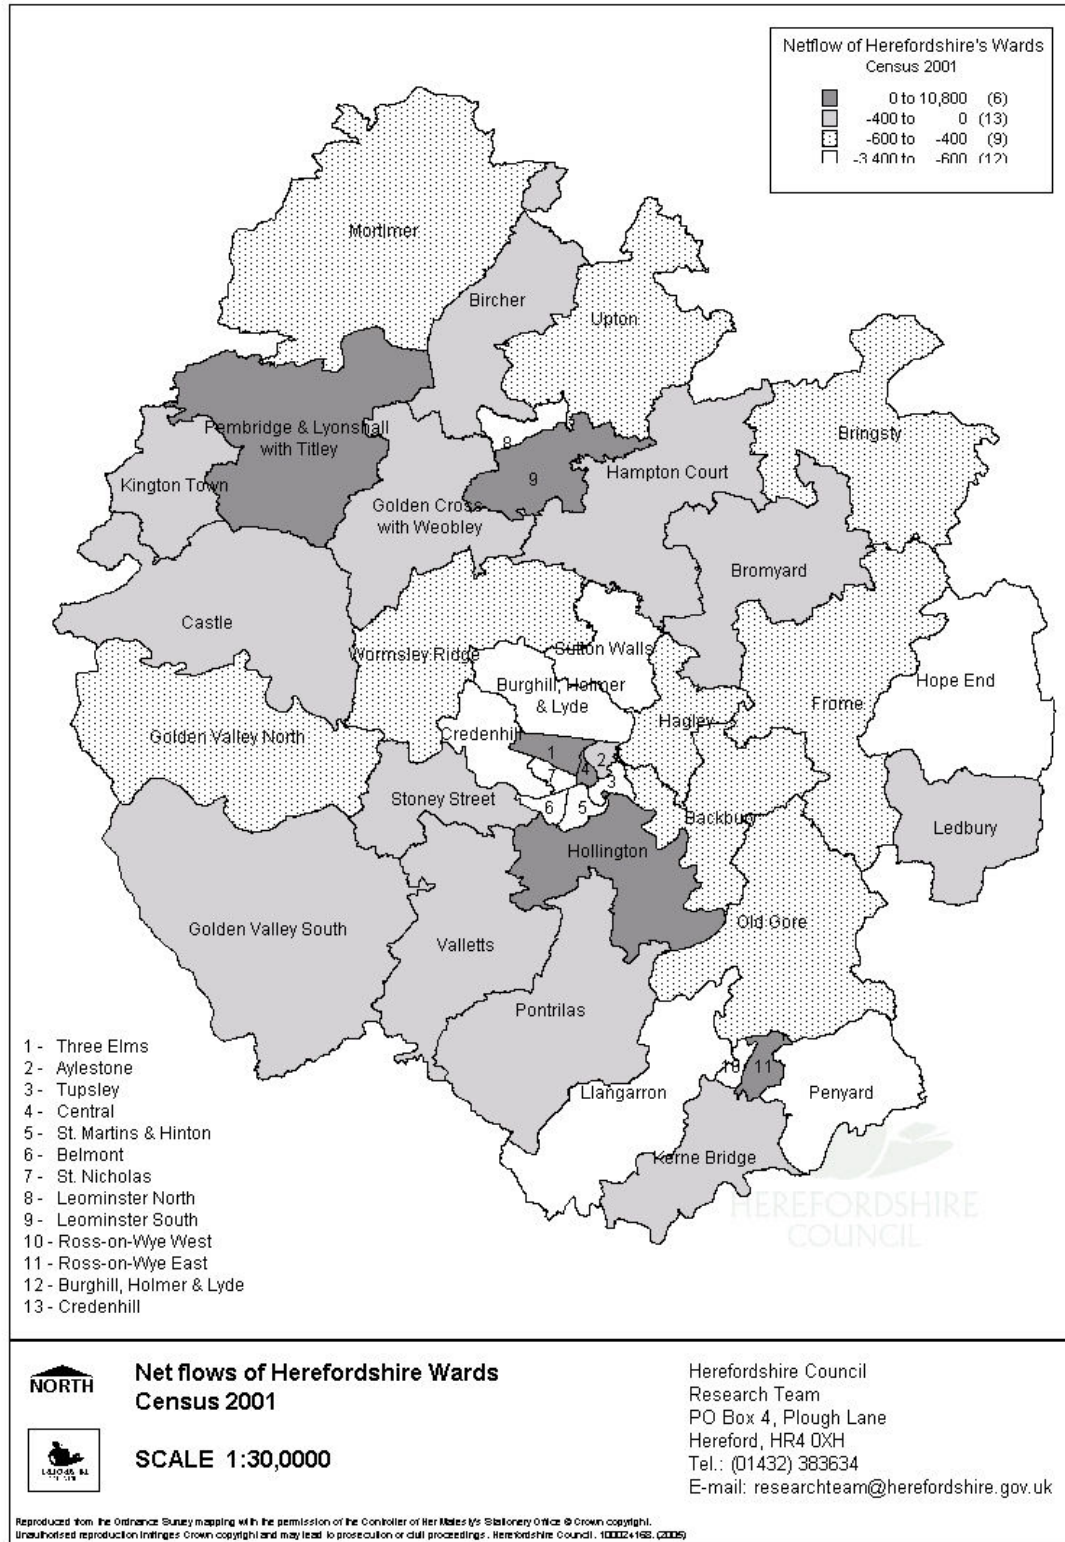 Netflow of Herefordshire's Wards
Census 2001
0 to 10,800 (6)
-400 to 0 (13)
-600 to -400 (9)
-3,400 to -600 (12)
Mortimer
Bircher
Upton
Pembridge & Lyonshall
with Titley
8
Bringsty
Kington Town
9
Hampton Court
Golden Cross
with Weobley
Bromyard
Castle
Wormsley Ridge
Sutton Walls
Burghill, Holmer
& Lyde
Hope End
Frome
Golden Valley North
Credenhill
Hagley
1
2
4
3
7
Stoney Street
6
5
Backbury
Ledbury
Hollington
Golden Valley South
Valletts
Old Gore
Pontrilas
10
11
Llangarron
Penyard
Kerne Bridge
HEREFORDSHIRE
COUNCIL
1 - Three Elms
2 - Aylestone
3 - Tupsley
4 - Central
5 - St. Martins & Hinton
6 - Belmont
7 - St. Nicholas
8 - Leominster North
9 - Leominster South
10 - Ross-on-Wye West
11 - Ross-on-Wye East
12 - Burghill, Holmer & Lyde
13 - Credenhill
NORTH
Net flows of Herefordshire Wards
Census 2001
SCALE 1:30,0000
Herefordshire Council
Research Team
PO Box 4, Plough Lane
Hereford, HR4 0XH
Tel.: (01432) 383634
E-mail: researchteam@herefordshire.gov.uk
Reproduced from the Ordnance Survey mapping with the permission of the Controller of Her Majesty's Stationery Office © Crown copyright.
Unauthorised reproduction infringes Crown copyright and may lead to prosecution or civil proceedings. Herefordshire Council. 100024168. (2005)